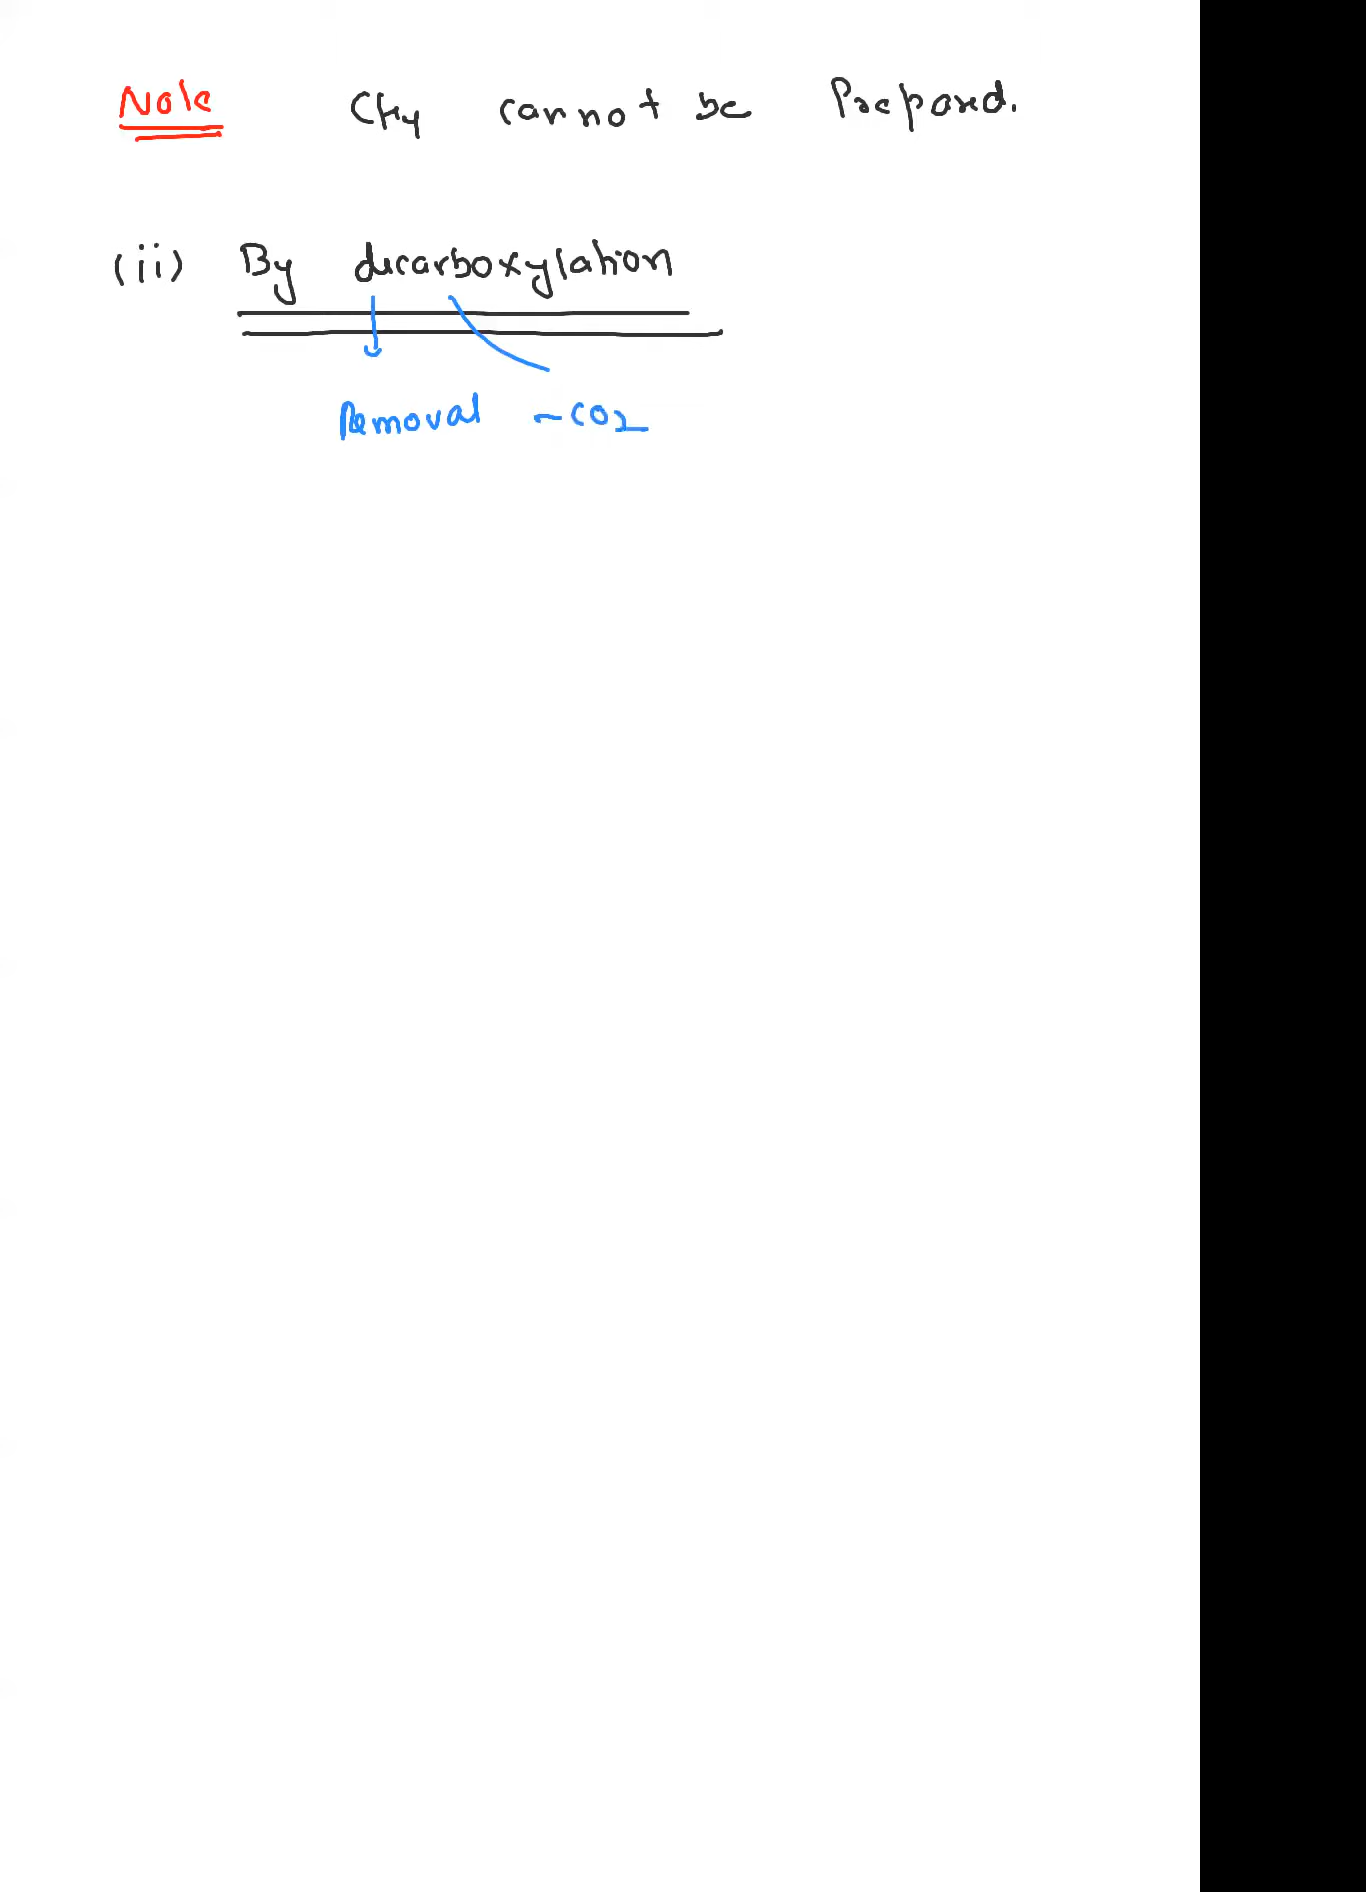 Note CH4 cannot be Prepared.
(ii) By decarboxylation
Removal -CO2